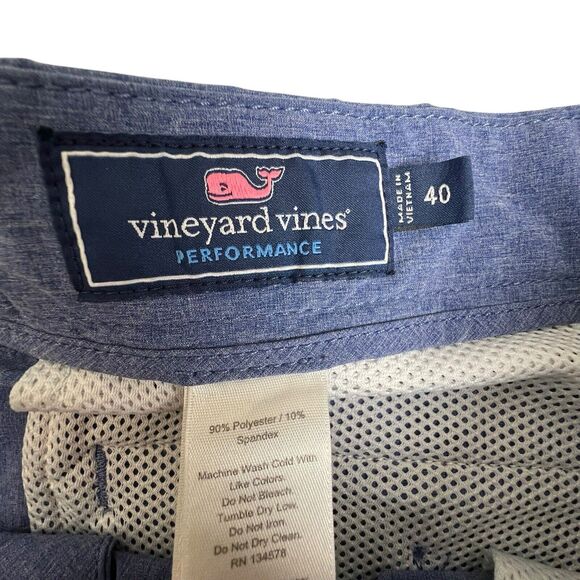 vineyard vines®
PERFORMANCE
MADE IN
VIETNAM
40
90% Polyester / 10%
Spandex
Machine Wash Cold With
Like Colors.
Do Not Bleach.
Tumble Dry Low.
Do Not Iron.
Do Not Dry Clean.
RN 134578